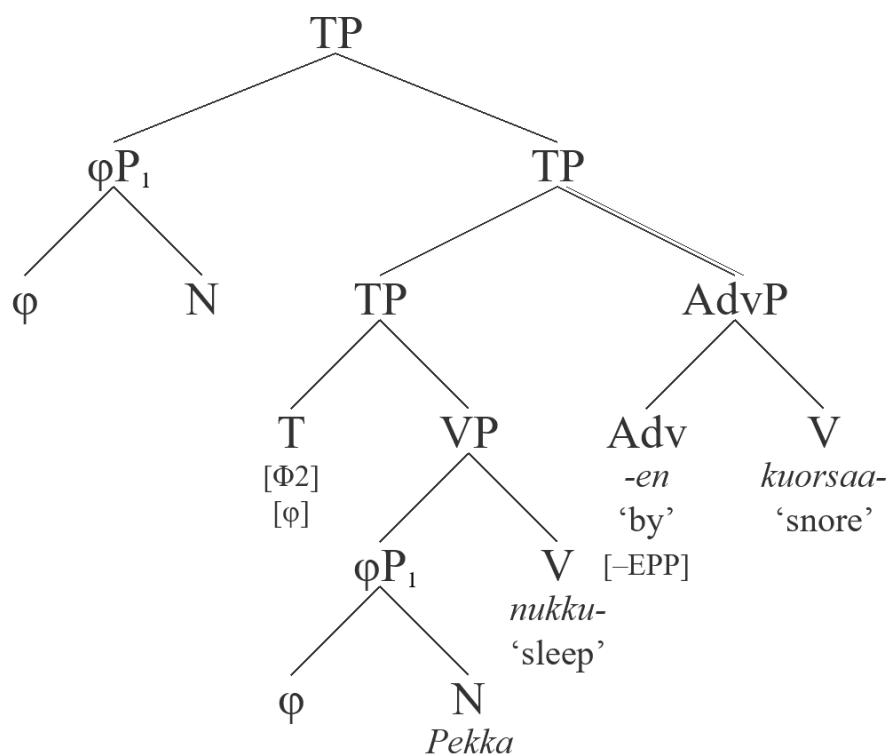 TP
φP₁ TP
φ N TP AdvP
T VP Adv V
[Φ2] -en kuorsaa-
[φ] ‘by’ ‘snore’
φP₁ V [–EPP]
nukku-
‘sleep’
φ N
Pekka